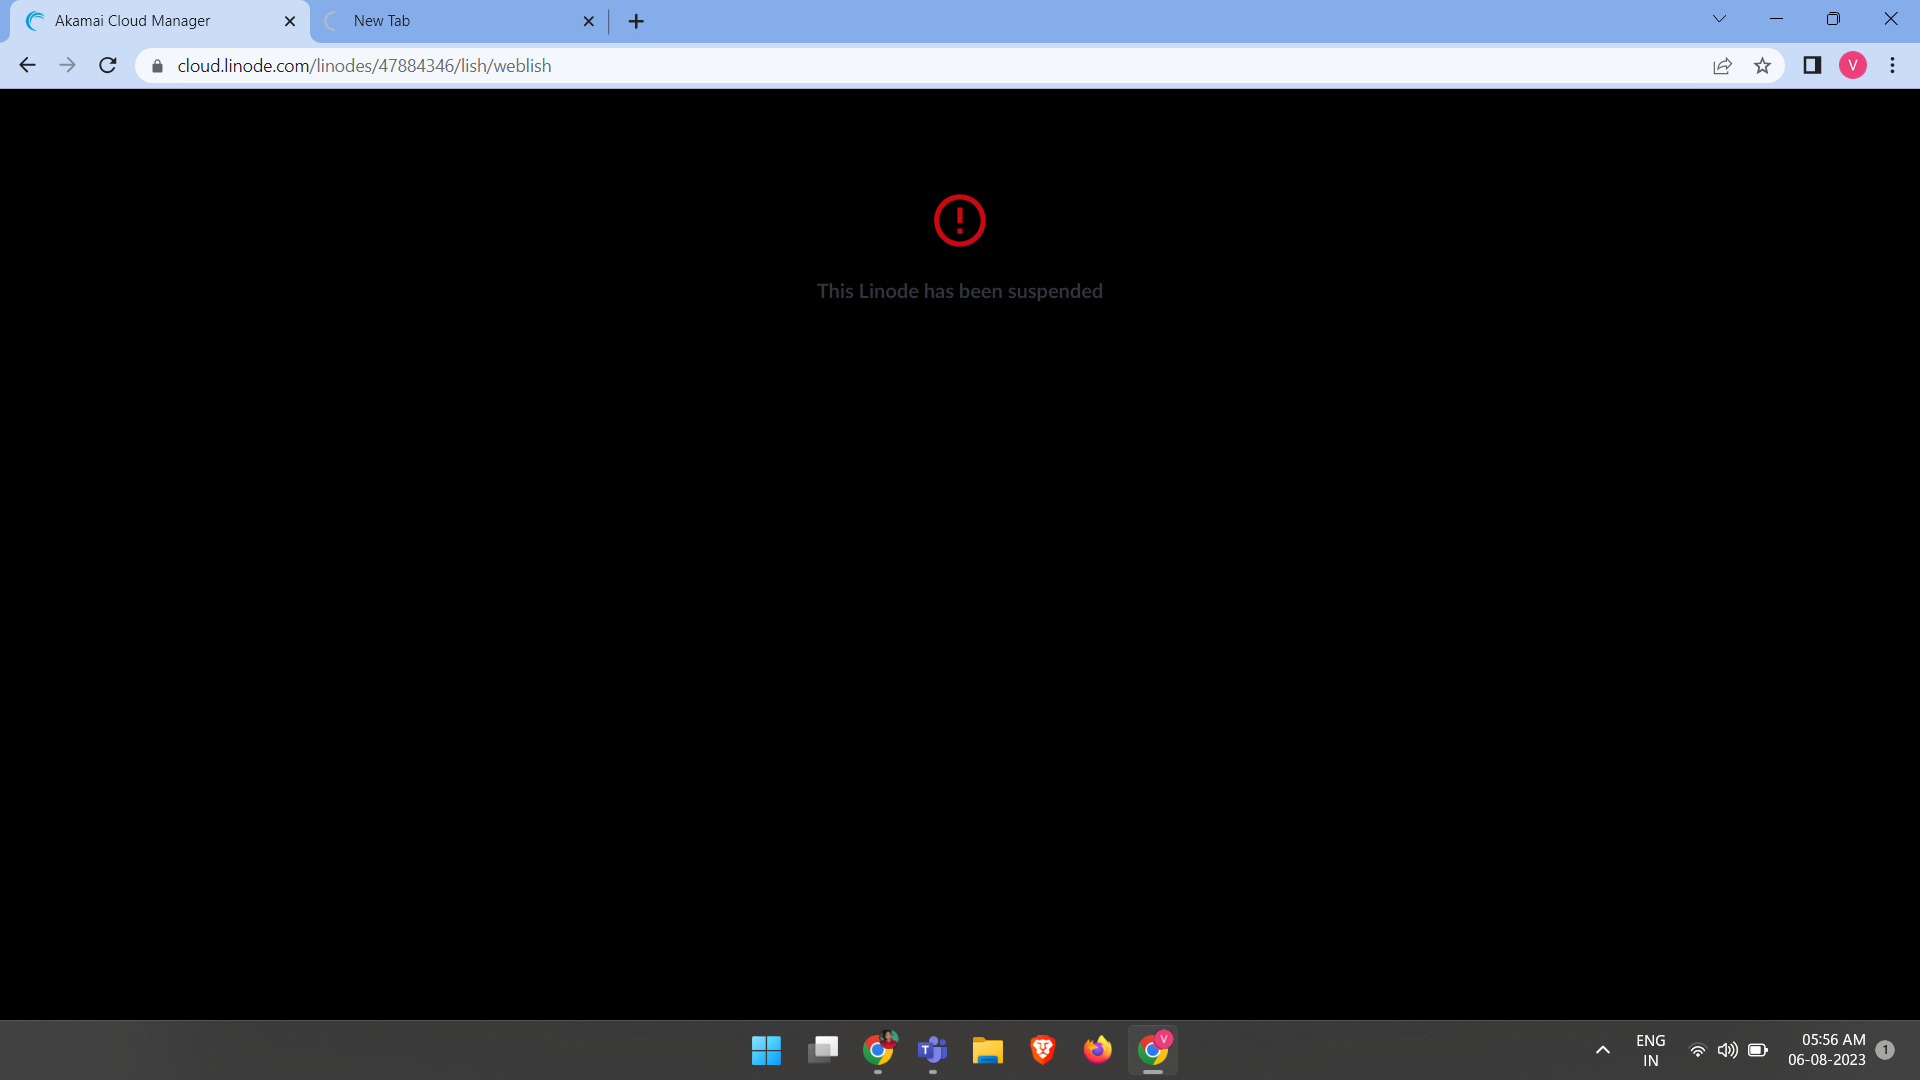 Akamai Cloud Manager
New Tab
cloud.linode.com/linodes/47884346/lish/weblish
V
This Linode has been suspended
T
V
ENG
IN
05:56 AM
06-08-2023
1